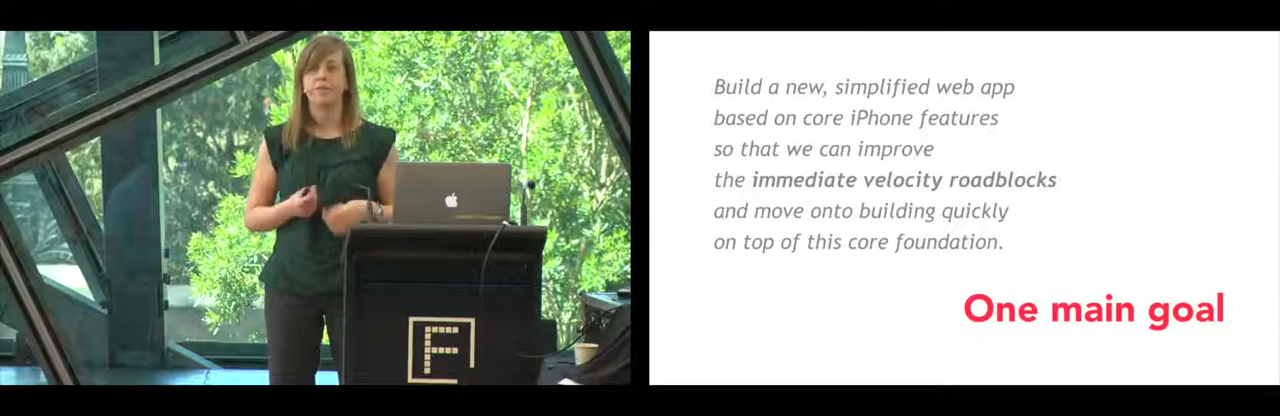 F
Build a new, simplified web app
based on core iPhone features
so that we can improve
the immediate velocity roadblocks
and move onto building quickly
on top of this core foundation.
One main goal